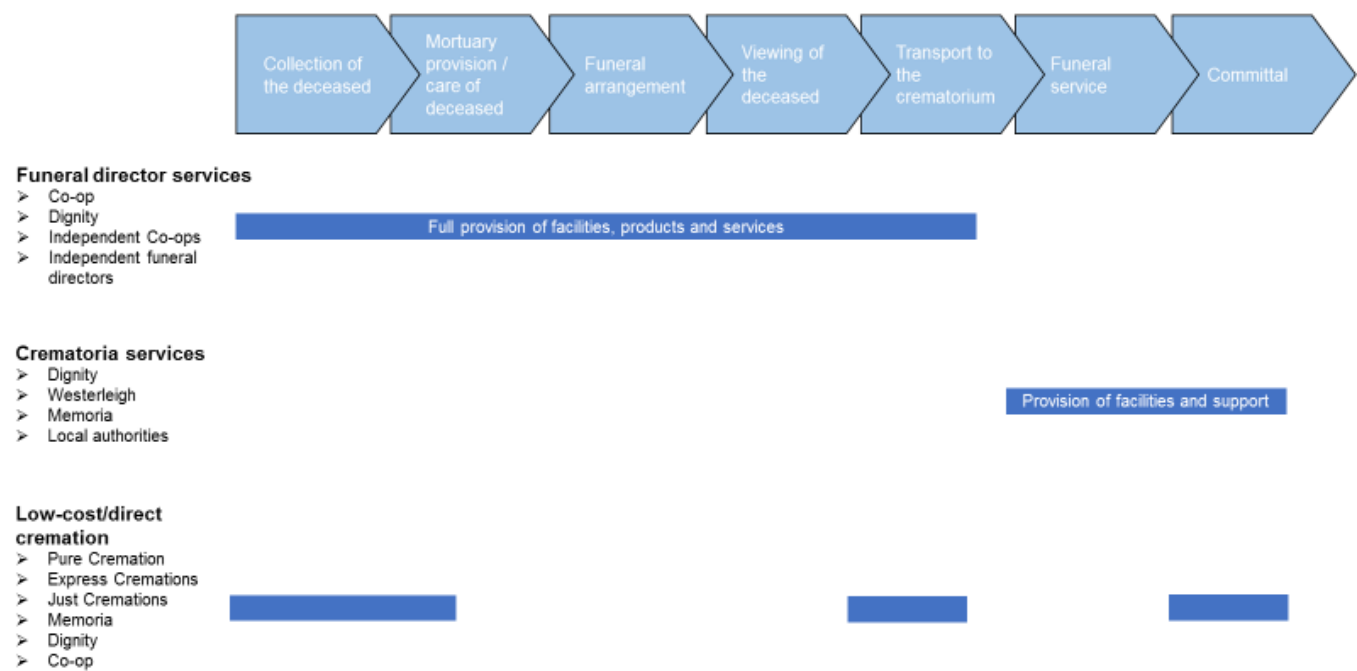 Collection of
the deceased
Mortuary
provision /
care of
deceased
Funeral
arrangement
Viewing of
the
deceased
Transport to
the
crematorium
Funeral
service
Committal
Funeral director services
➢ Co-op
➢ Dignity
➢ Independent Co-ops
➢ Independent funeral
directors
Full provision of facilities, products and services
Crematoria services
➢ Dignity
➢ Westerleigh
➢ Memoria
➢ Local authorities
Provision of facilities and support
Low-cost/direct
cremation
➢ Pure Cremation
➢ Express Cremations
➢ Just Cremations
➢ Memoria
➢ Dignity
➢ Co-op